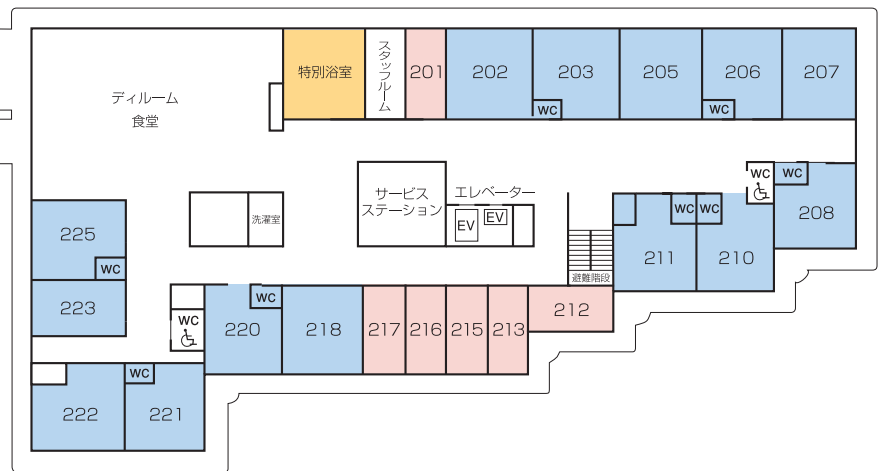 ディルーム
食堂
特別浴室
スタッフルーム
201
202
203
WC
205
206
WC
207
サービス
ステーション
エレベーター
EV
EV
洗濯室
避難階段
WC
WC
208
WC
WC
211
210
225
WC
223
WC
WC
220
218
217
216
215
213
212
WC
222
221